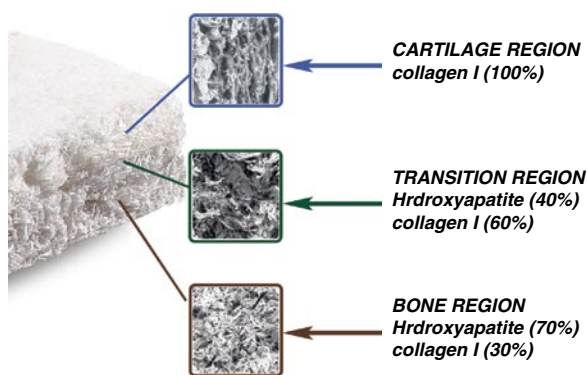 CARTILAGE REGION
collagen I (100%)
TRANSITION REGION
Hrdroxyapatite (40%)
collagen I (60%)
BONE REGION
Hrdroxyapatite (70%)
collagen I (30%)